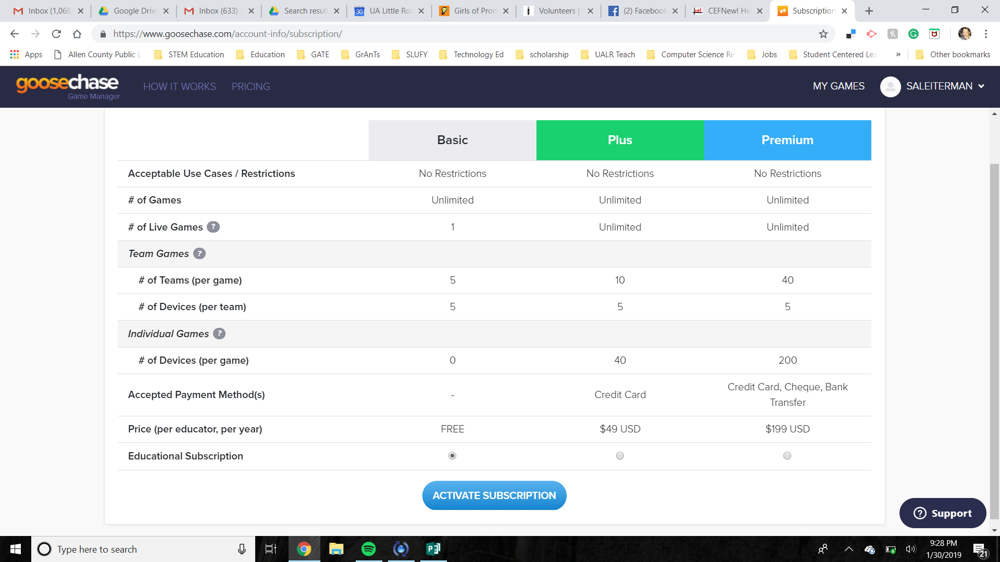 Inbox (1,068
Google Drive
Inbox (633) -
Search result
UA Little Roc
Girls of Prom
Volunteers |
(2) Facebook
CEFNew! He
Subscription
https://www.goosechase.com/account-info/subscription/
Apps
Allen County Public L
STEM Education
Education
GATE
GrAnTs
SLUFY
Technology Ed
scholarship
UALR Teach
Computer Science Re
Jobs
Student Centered Lea
»
Other bookmarks
goosechase
Game Manager
HOW IT WORKS
PRICING
MY GAMES
SALEITERMAN
Basic Plus Premium
Acceptable Use Cases / Restrictions No Restrictions No Restrictions No Restrictions
# of Games Unlimited Unlimited Unlimited
# of Live Games ? 1 Unlimited Unlimited
Team Games ?
# of Teams (per game) 5 10 40
# of Devices (per team) 5 5 5
Individual Games ?
# of Devices (per game) 0 40 200
Accepted Payment Method(s) - Credit Card Credit Card, Cheque, Bank
Transfer
Price (per educator, per year) FREE $49 USD $199 USD
Educational Subscription
ACTIVATE SUBSCRIPTION
? Support
Type here to search
9:28 PM
1/30/2019
21